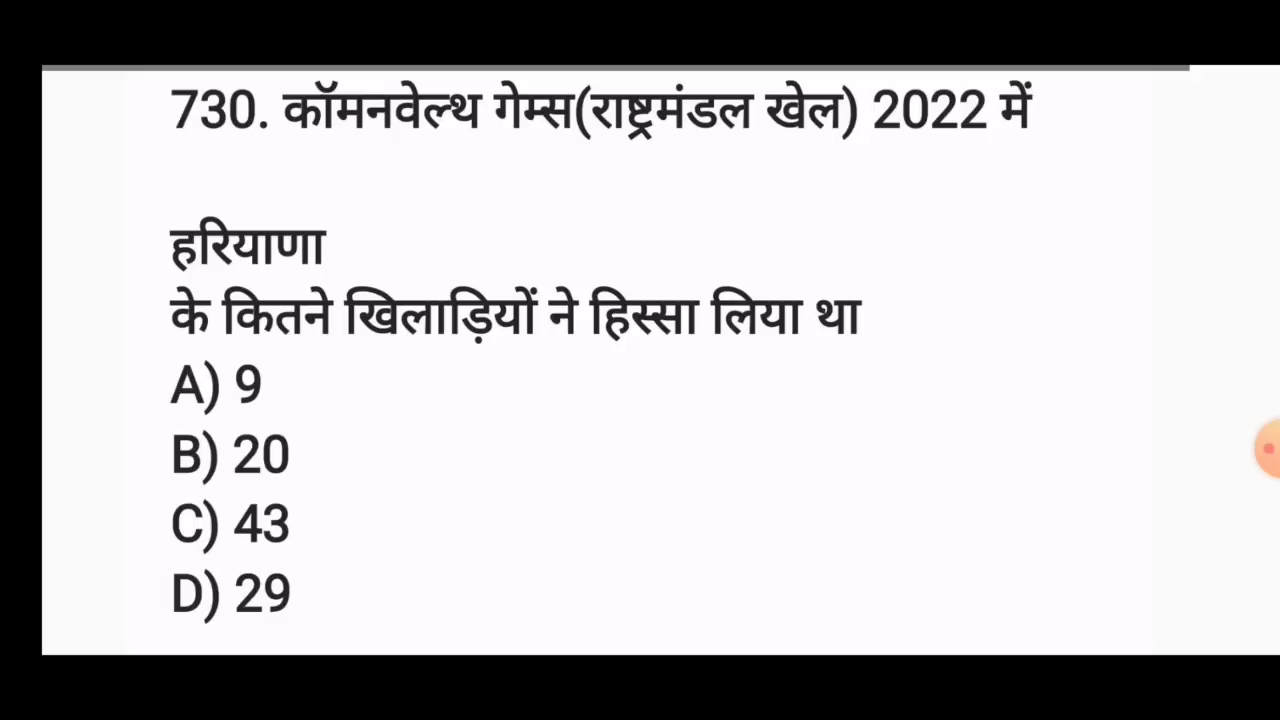 730. कॉमनवेल्थ गेम्स(राष्ट्रमंडल खेल) 2022 में
हरियाणा
के कितने खिलाड़ियों ने हिस्सा लिया था
A) 9
B) 20
C) 43
D) 29